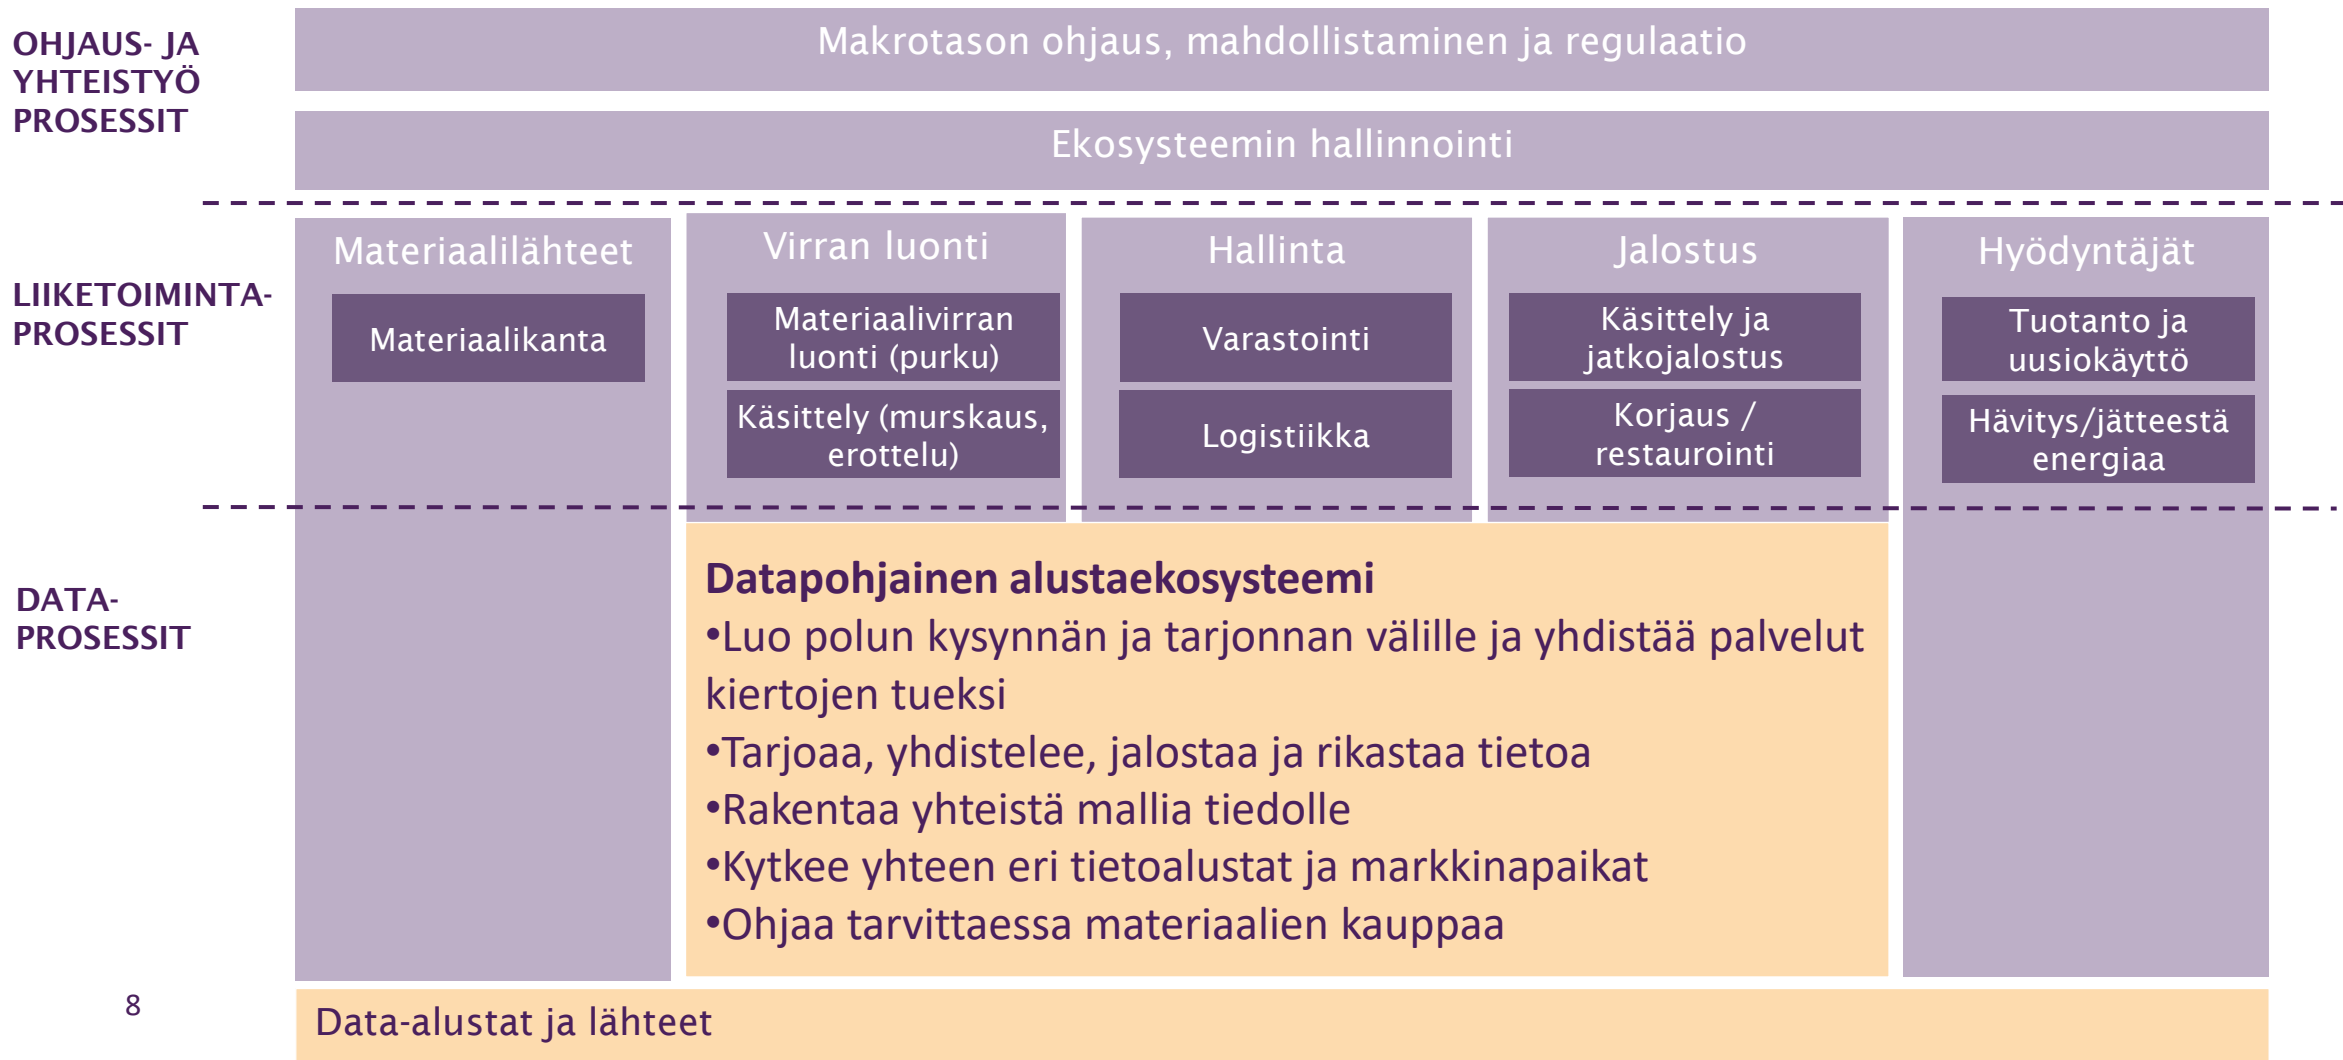 OHJAUS- JA
YHTEISTYÖ
PROSESSIT
Makrotason ohjaus, mahdollistaminen ja regulaatio
Ekosysteemin hallinnointi
LIIKETOIMINTA-
PROSESSIT
Materiaalilähteet
Materiaalikanta
Virran luonti
Materiaalivirran
luonti (purku)
Käsittely (murskaus,
erottelu)
Hallinta
Varastointi
Logistiikka
Jalostus
Käsittely ja
jatkojalostus
Korjaus /
restaurointi
Hyödyntäjät
Tuotanto ja
uusiokäyttö
Hävitys/jätteestä
energiaa
DATA-
PROSESSIT
Datapohjainen alustaekosysteemi
•Luo polun kysynnän ja tarjonnan välille ja yhdistää palvelut
kiertojen tueksi
•Tarjoaa, yhdistelee, jalostaa ja rikastaa tietoa
•Rakentaa yhteistä mallia tiedolle
•Kytkee yhteen eri tietoalustat ja markkinapaikat
•Ohjaa tarvittaessa materiaalien kauppaa
8
Data-alustat ja lähteet